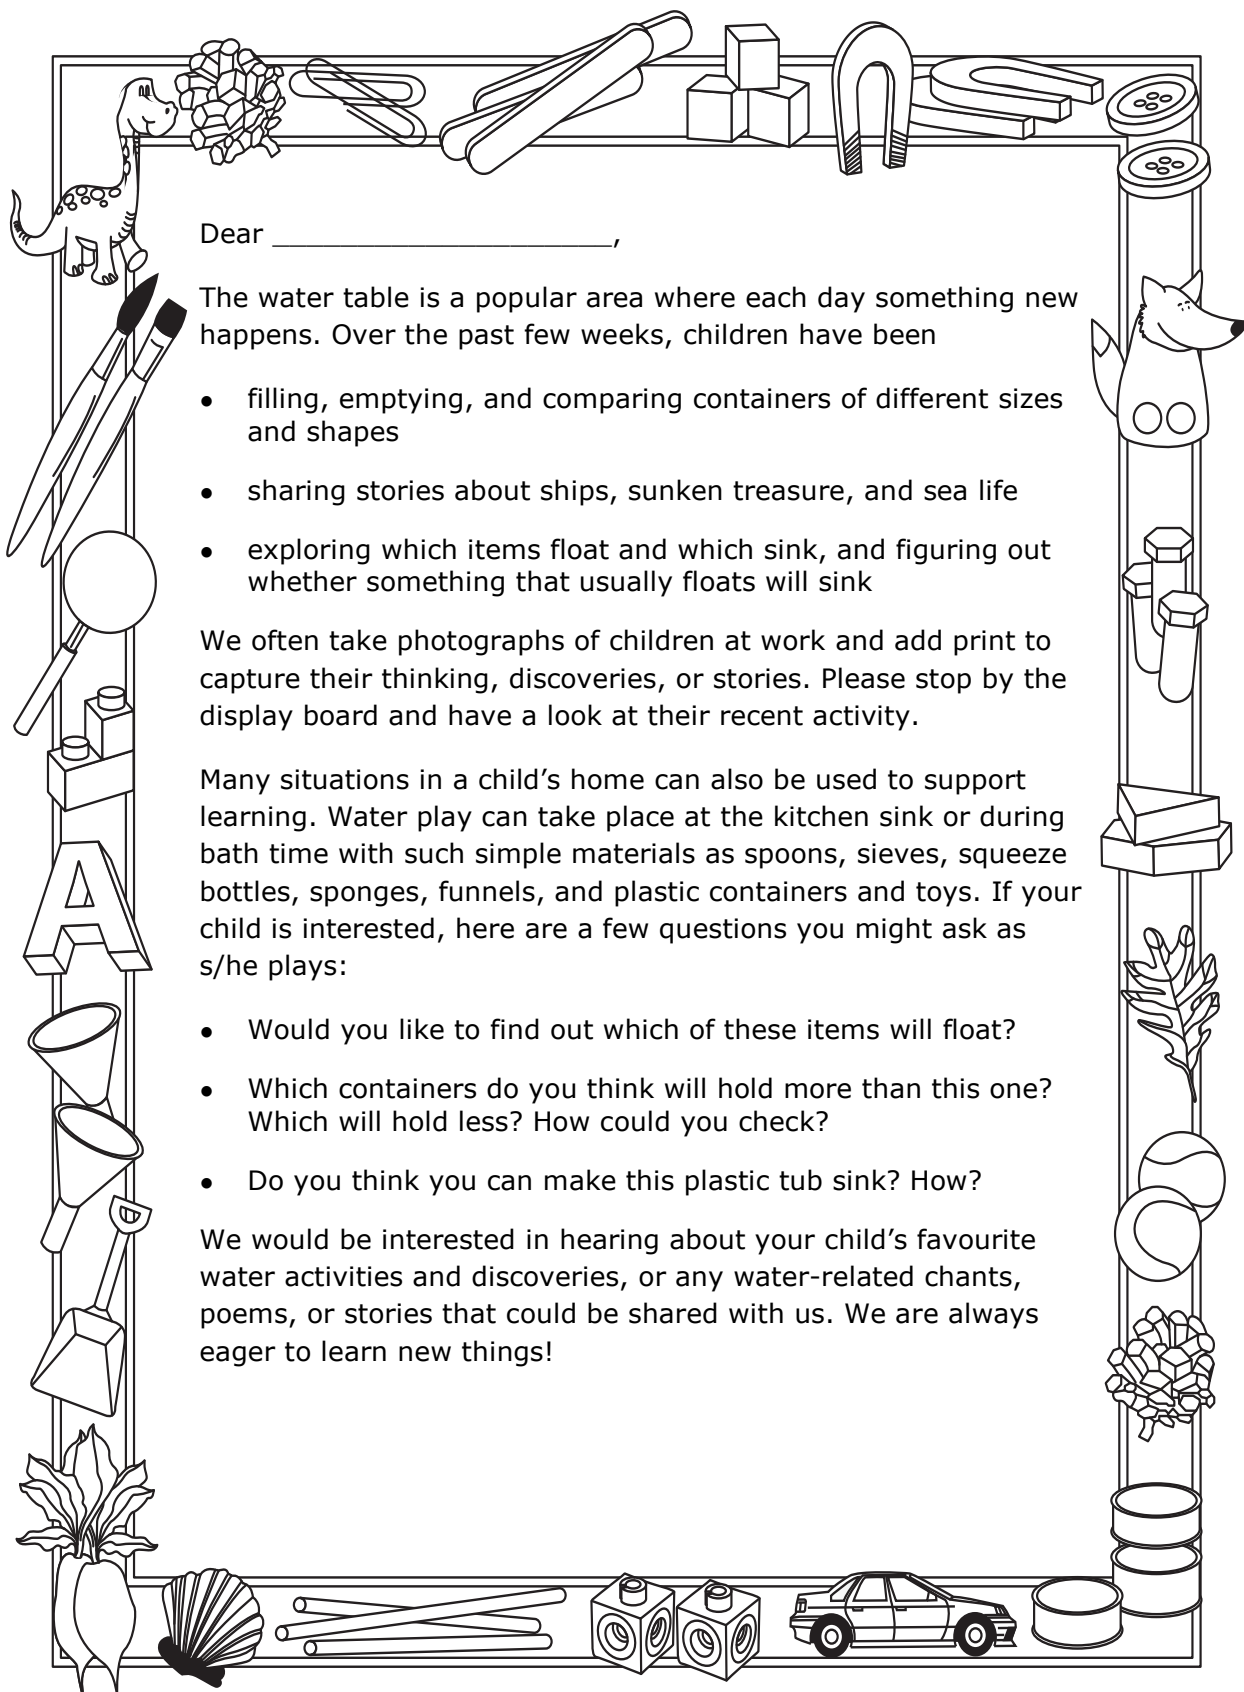 Dear ________________________,
The water table is a popular area where each day something new
happens. Over the past few weeks, children have been
• filling, emptying, and comparing containers of different sizes
and shapes
• sharing stories about ships, sunken treasure, and sea life
• exploring which items float and which sink, and figuring out
whether something that usually floats will sink
We often take photographs of children at work and add print to
capture their thinking, discoveries, or stories. Please stop by the
display board and have a look at their recent activity.
Many situations in a child’s home can also be used to support
learning. Water play can take place at the kitchen sink or during
bath time with such simple materials as spoons, sieves, squeeze
bottles, sponges, funnels, and plastic containers and toys. If your
child is interested, here are a few questions you might ask as
s/he plays:
• Would you like to find out which of these items will float?
• Which containers do you think will hold more than this one?
Which will hold less? How could you check?
• Do you think you can make this plastic tub sink? How?
We would be interested in hearing about your child’s favourite
water activities and discoveries, or any water-related chants,
poems, or stories that could be shared with us. We are always
eager to learn new things!
A